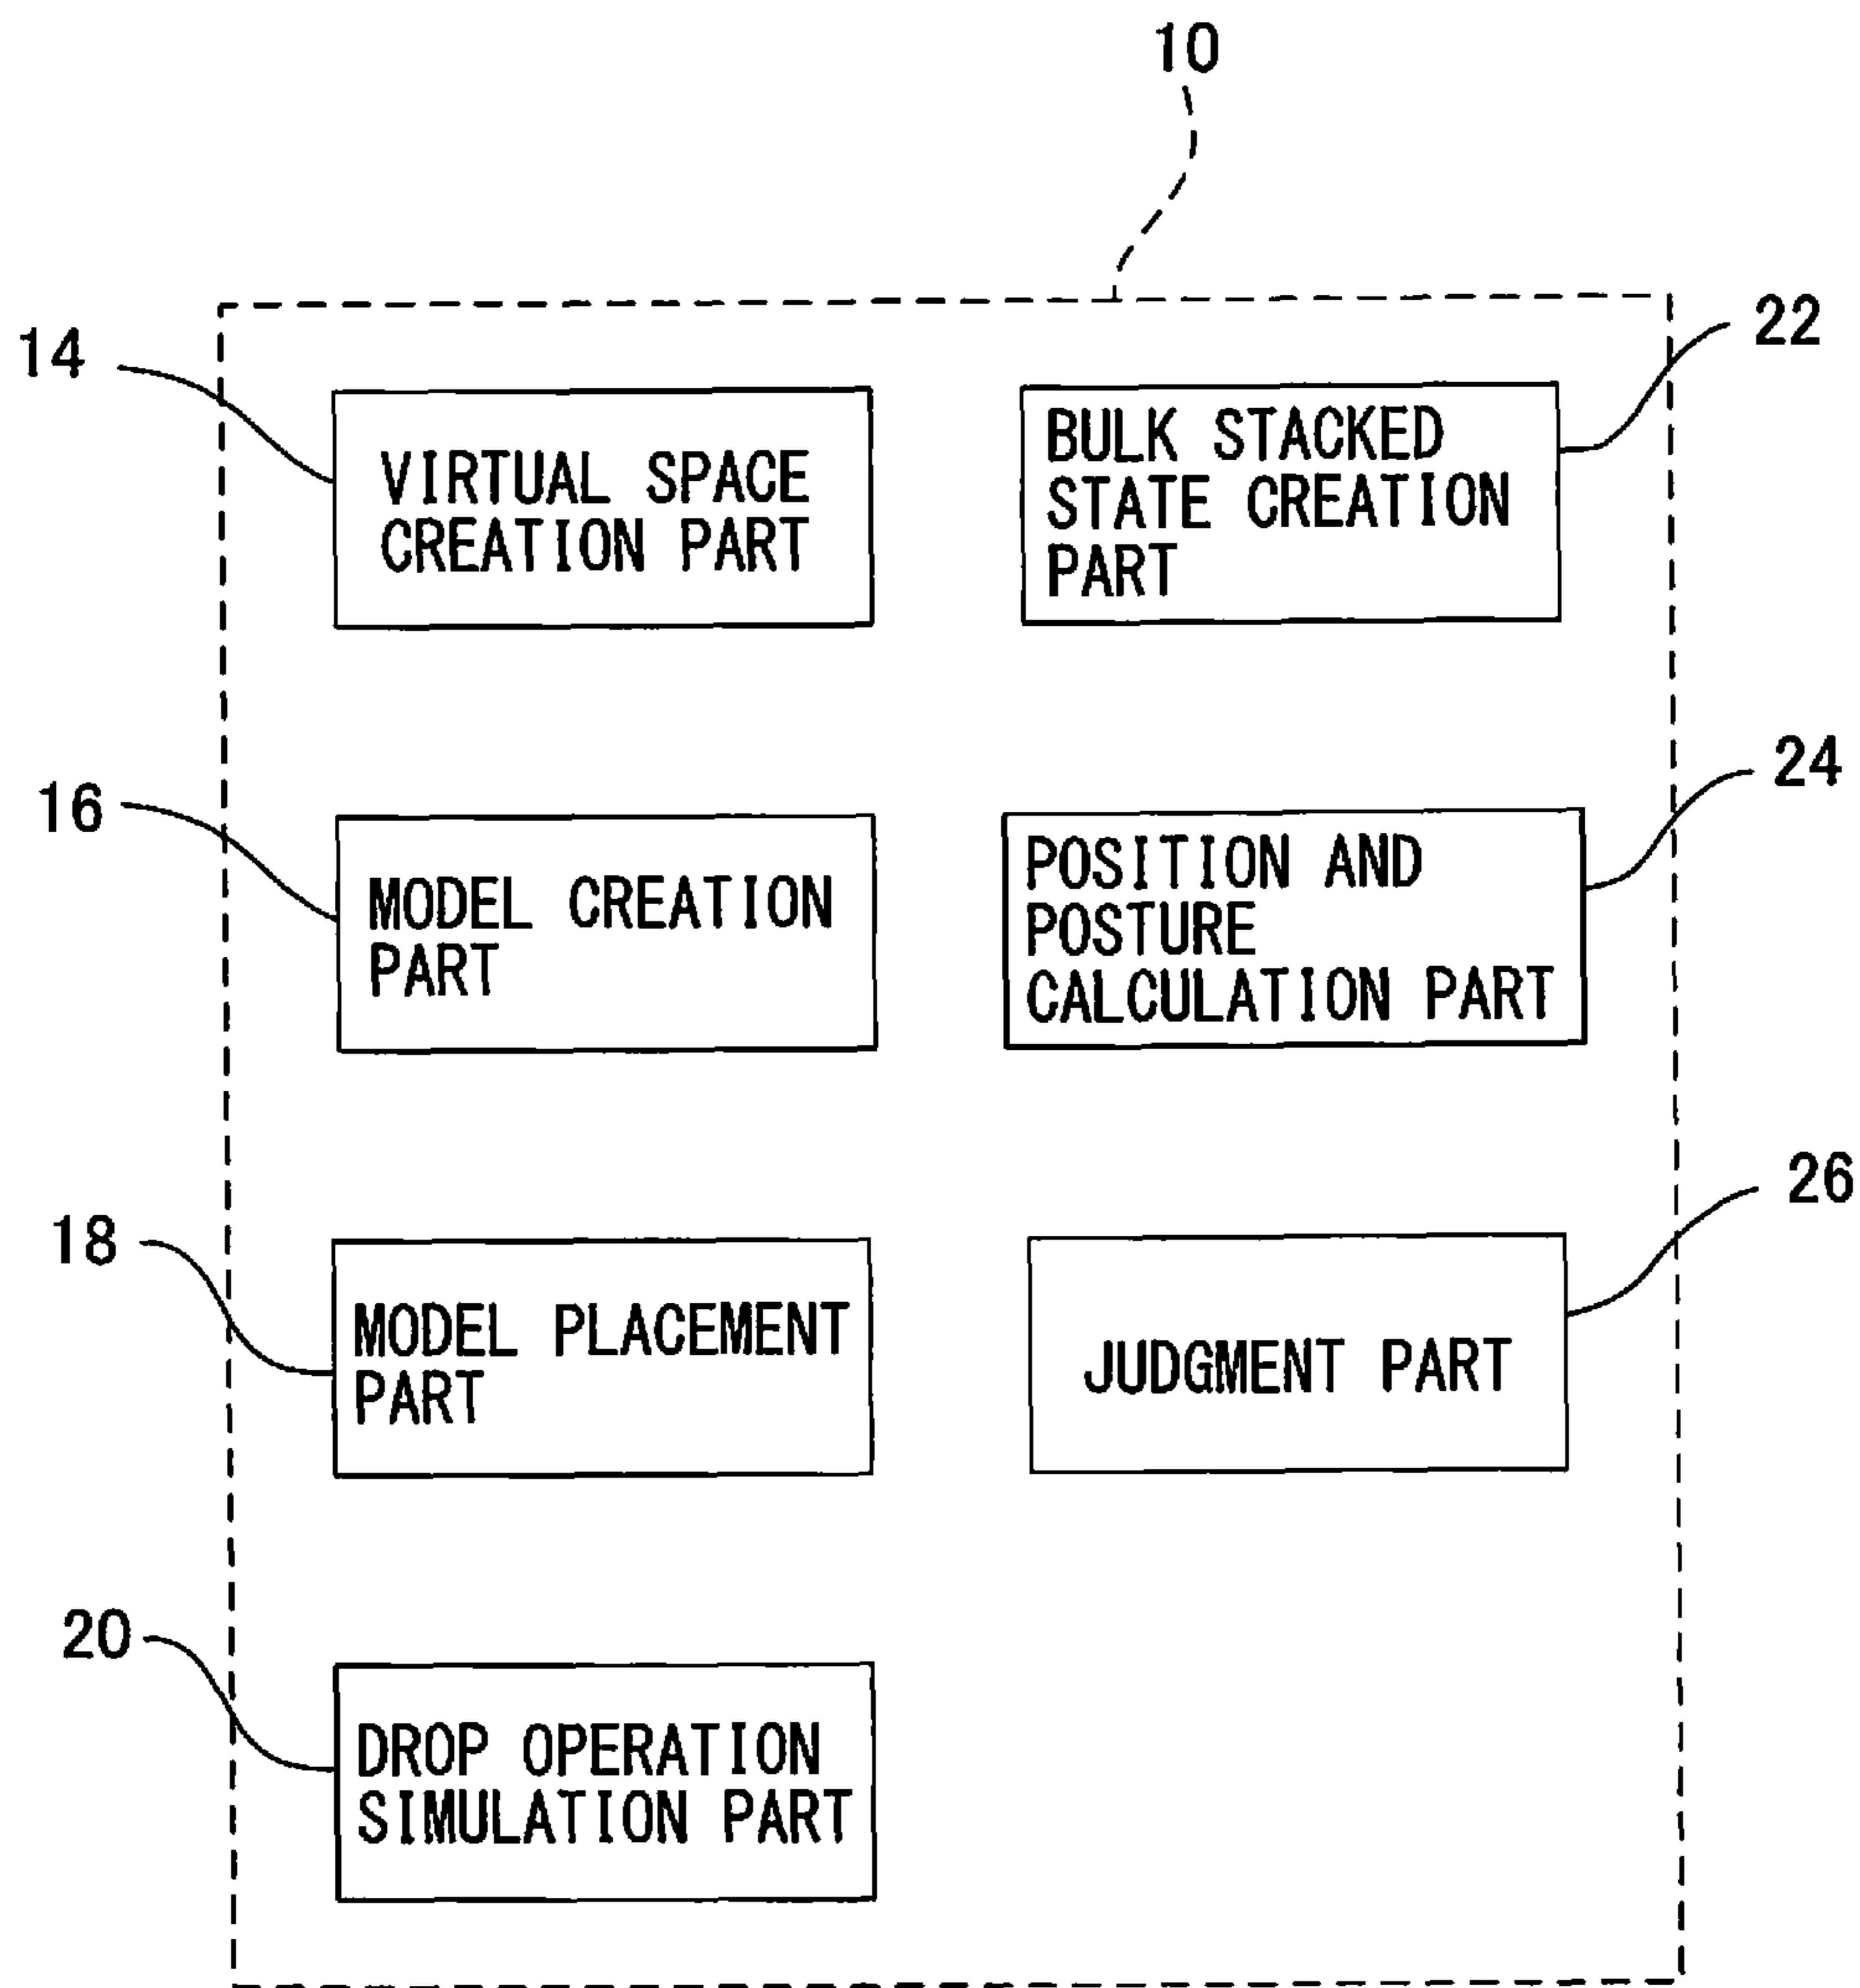 10
14
VIRTUAL SPACE
CREATION PART
22
BULK STACKED
STATE CREATION
PART
16
MODEL CREATION
PART
24
POSITION AND
POSTURE
CALCULATION PART
18
MODEL PLACEMENT
PART
26
JUDGMENT PART
20
DROP OPERATION
SIMULATION PART